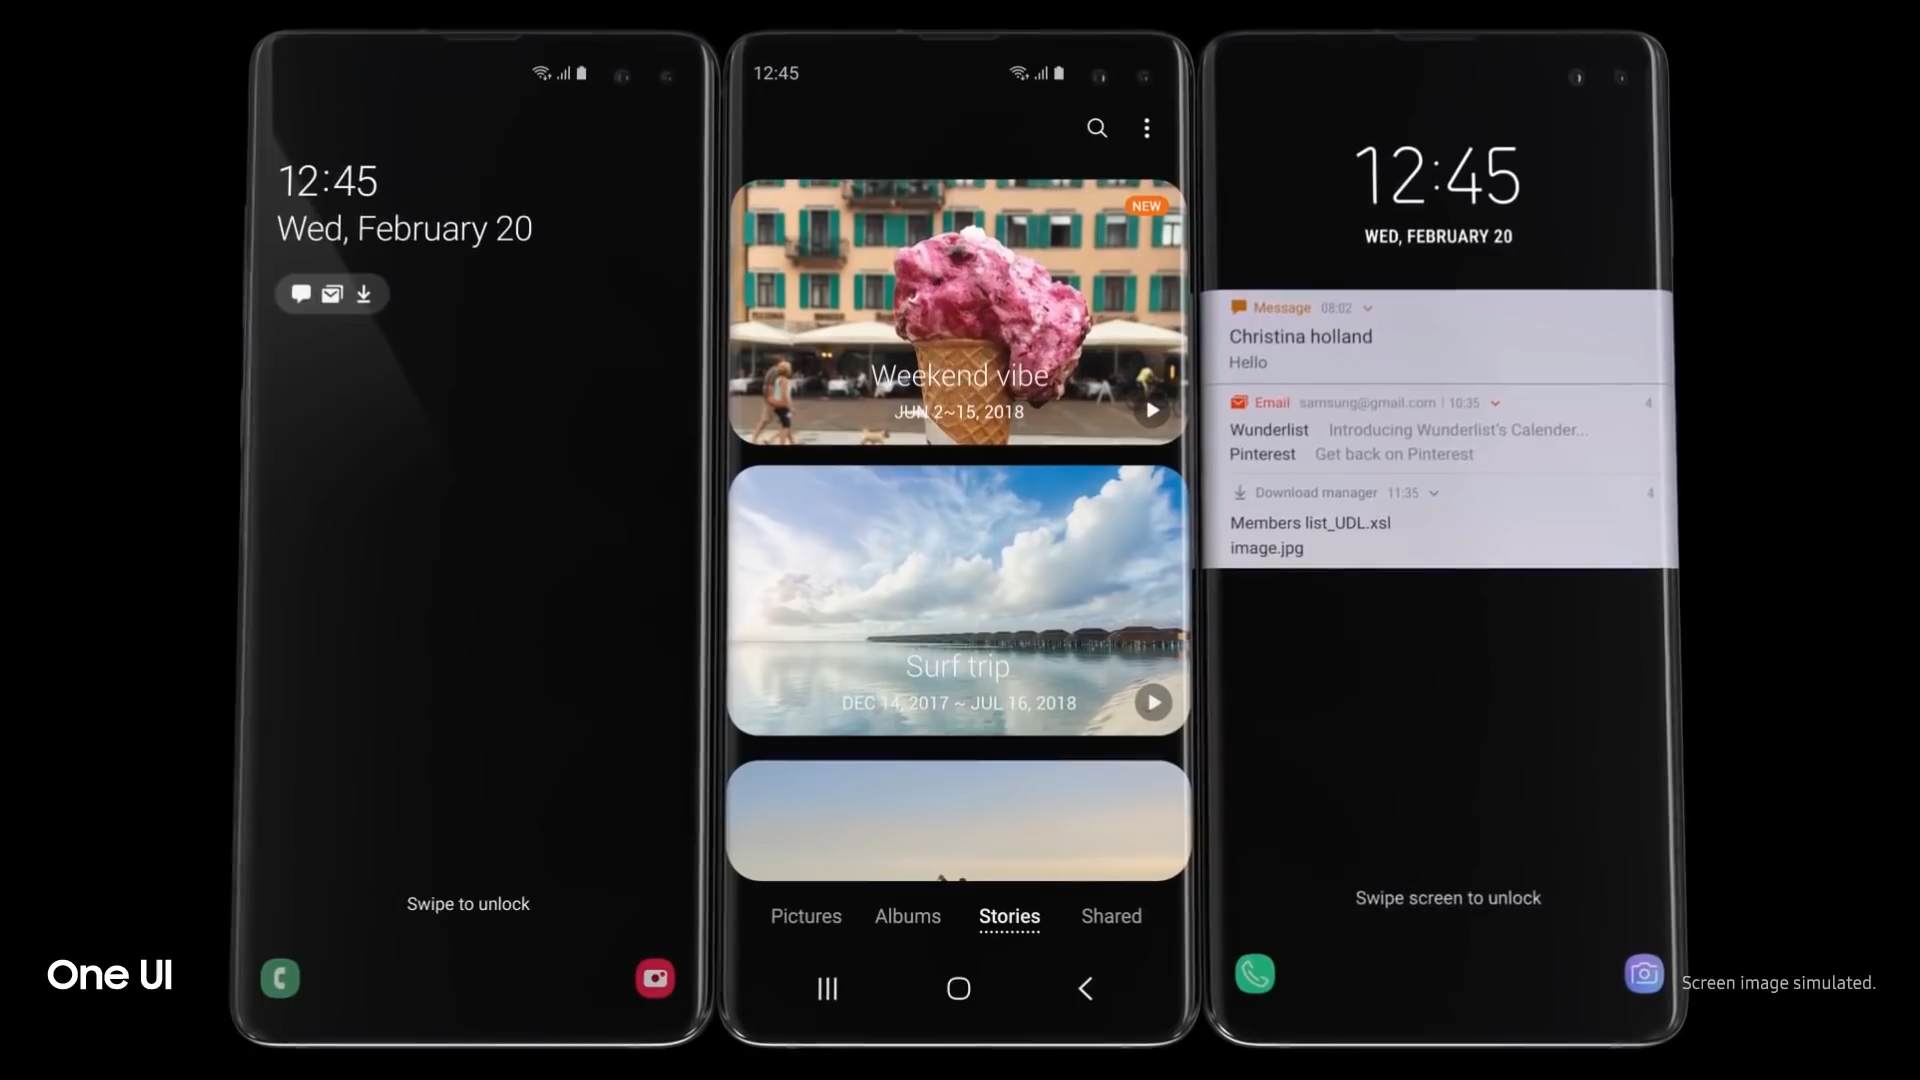 12:45
Wed, February 20
Swipe to unlock
12:45
NEW
Weekend vibe
JUN 2~15, 2018
Surf trip
DEC 14, 2017 ~ JUL 16, 2018
Pictures Albums Stories Shared
12:45
WED, FEBRUARY 20
Message 08:02
Christina holland
Hello
Email samsung@gmail.com | 10:35 4
Wunderlist Introducing Wunderlist's Calender...
Pinterest Get back on Pinterest
Download manager 11:35 4
Members list_UDL.xsl
image.jpg
Swipe screen to unlock
One UI
Screen image simulated.